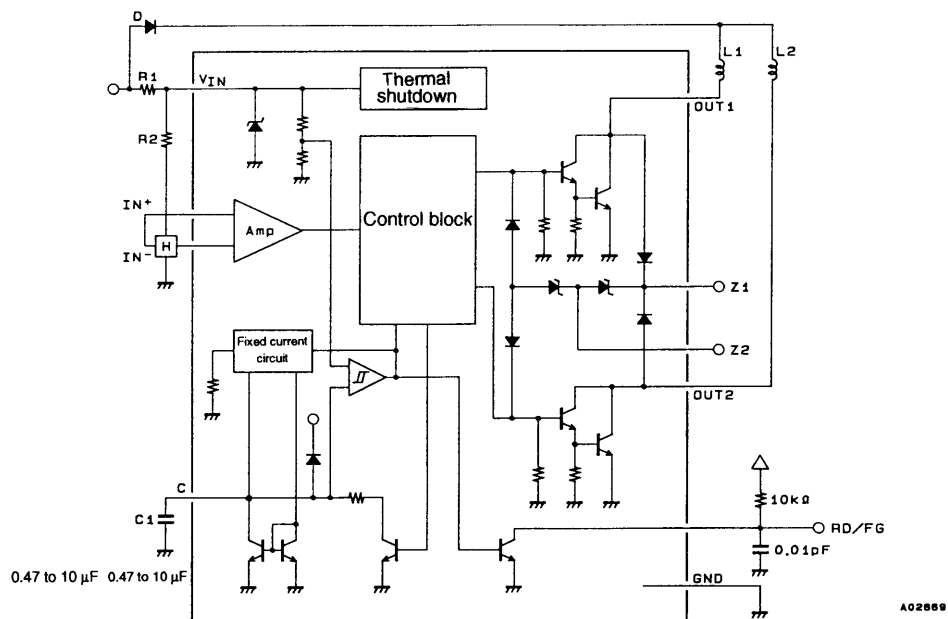 D
L1
L2
R1
VIN
Thermal
shutdown
OUT1
R2
IN+
Amp
Control block
IN-
H
Z1
Fixed current
circuit
Z2
OUT2
C
10kΩ
C1
RD/FG
0.01pF
0.47 to 10 µF 0.47 to 10 µF
GND
A02669